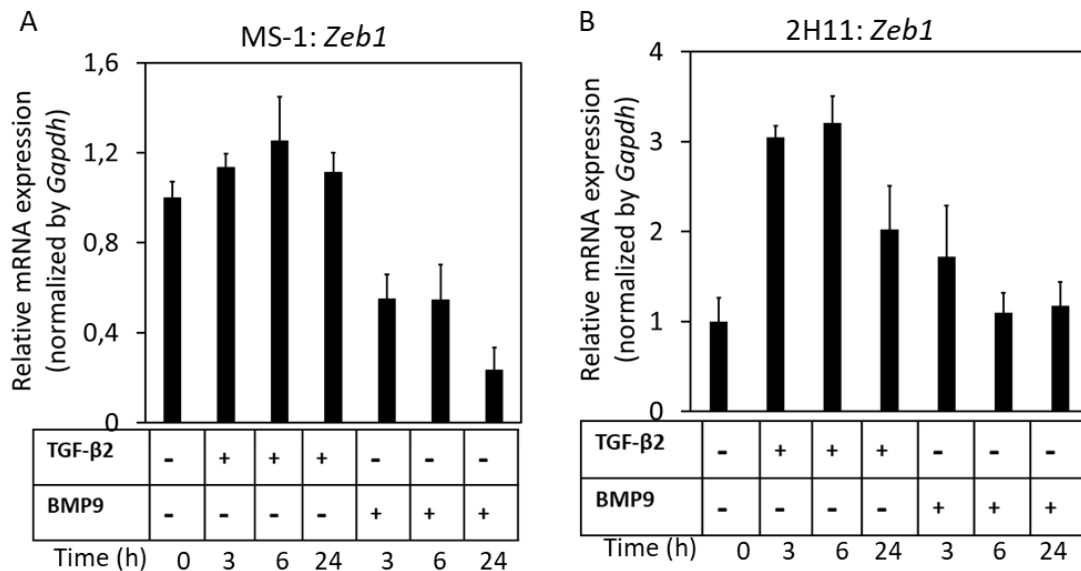 A
MS-1: Zeb1
Relative mRNA expression
(normalized by Gapdh)
1,6
1,2
0,8
0,4
0
TGF-β2 - + + + - - -
BMP9 - - - - + + +
Time (h) 0 3 6 24 3 6 24
B
2H11: Zeb1
Relative mRNA expression
(normalized by Gapdh)
4
3
2
1
0
TGF-β2 - + + + - - -
BMP9 - - - - + + +
Time (h) 0 3 6 24 3 6 24